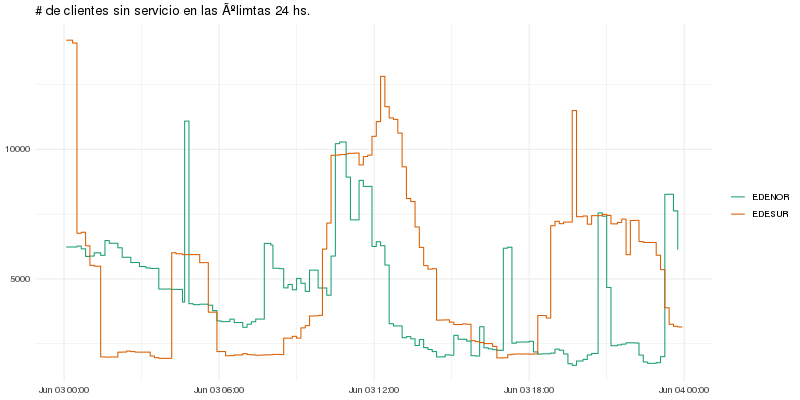 # de clientes sin servicio en las Ãºlimtas 24 hs.
10000
5000
EDENOR
EDESUR
Jun 03 00:00
Jun 03 06:00
Jun 03 12:00
Jun 03 18:00
Jun 04 00:00